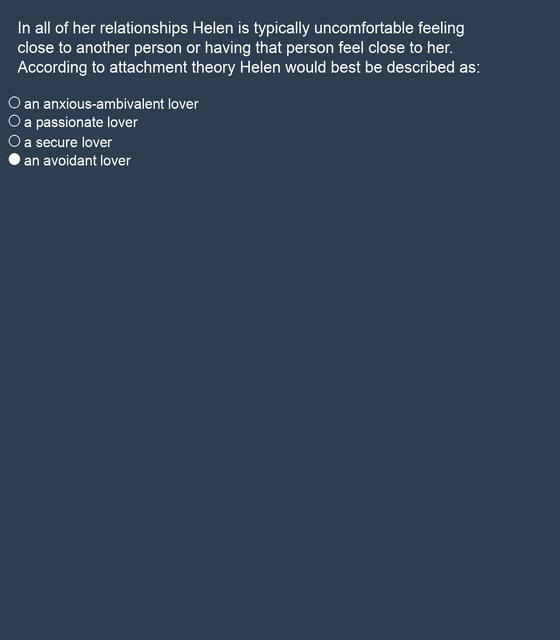 In all of her relationships Helen is typically uncomfortable feeling
close to another person or having that person feel close to her.
According to attachment theory Helen would best be described as:
an anxious-ambivalent lover
a passionate lover
a secure lover
an avoidant lover